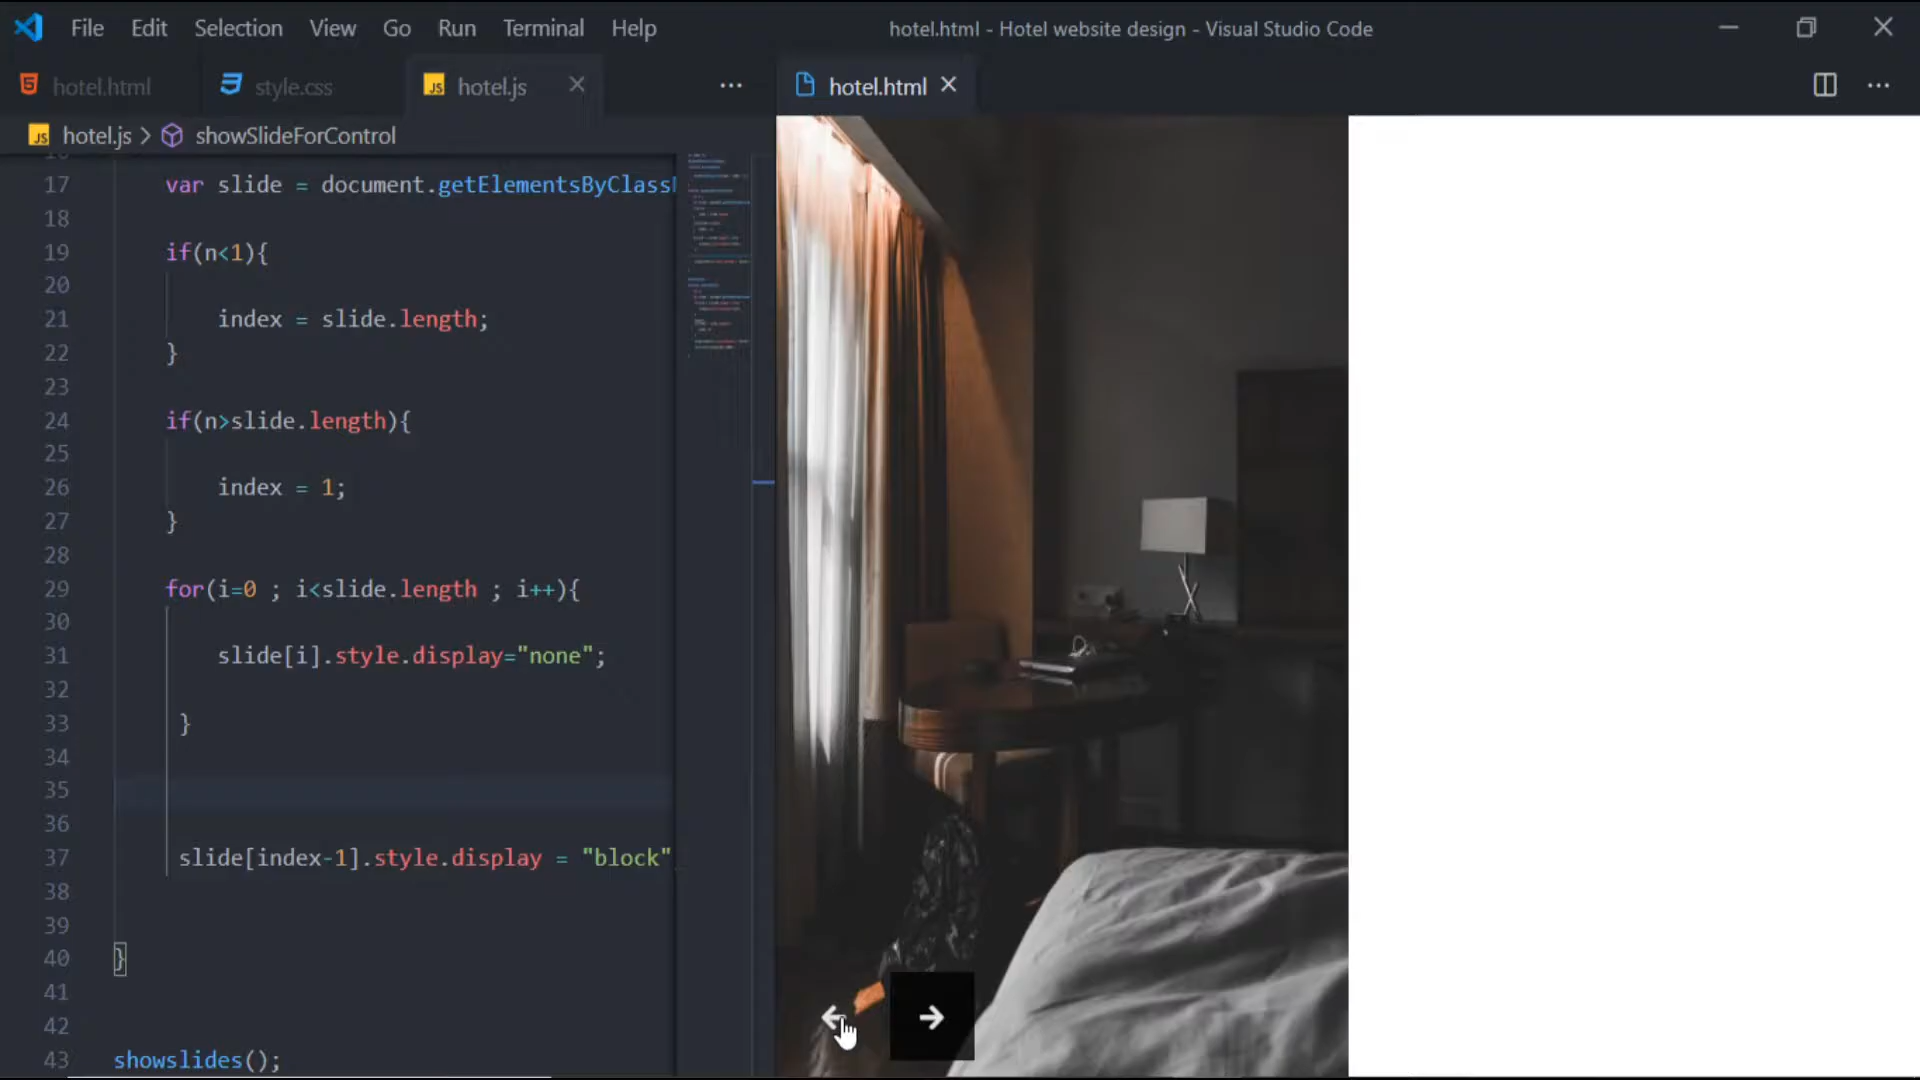 File Edit Selection View Go Run Terminal Help hotel.html - Hotel website design - Visual Studio Code
hotel.html style.css JS hotel.js ··· hotel.html ···
JS hotel.js > showSlideForControl
17 var slide = document.getElementsByClass
18
19 if(n<1){
20
21 index = slide.length;
22 }
23
24 if(n>slide.length){
25
26 index = 1;
27 }
28
29 for(i=0 ; i<slide.length ; i++){
30
31 slide[i].style.display="none";
32
33 }
34
35
36
37 slide[index-1].style.display = "block"
38
39
40 }
41
42
43 showslides();